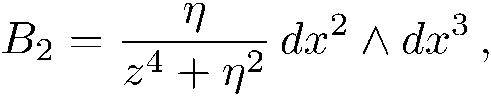 $B_2 = \frac{\eta}{z^4 + \eta^2} \, dx^2 \wedge dx^3 \, ,$